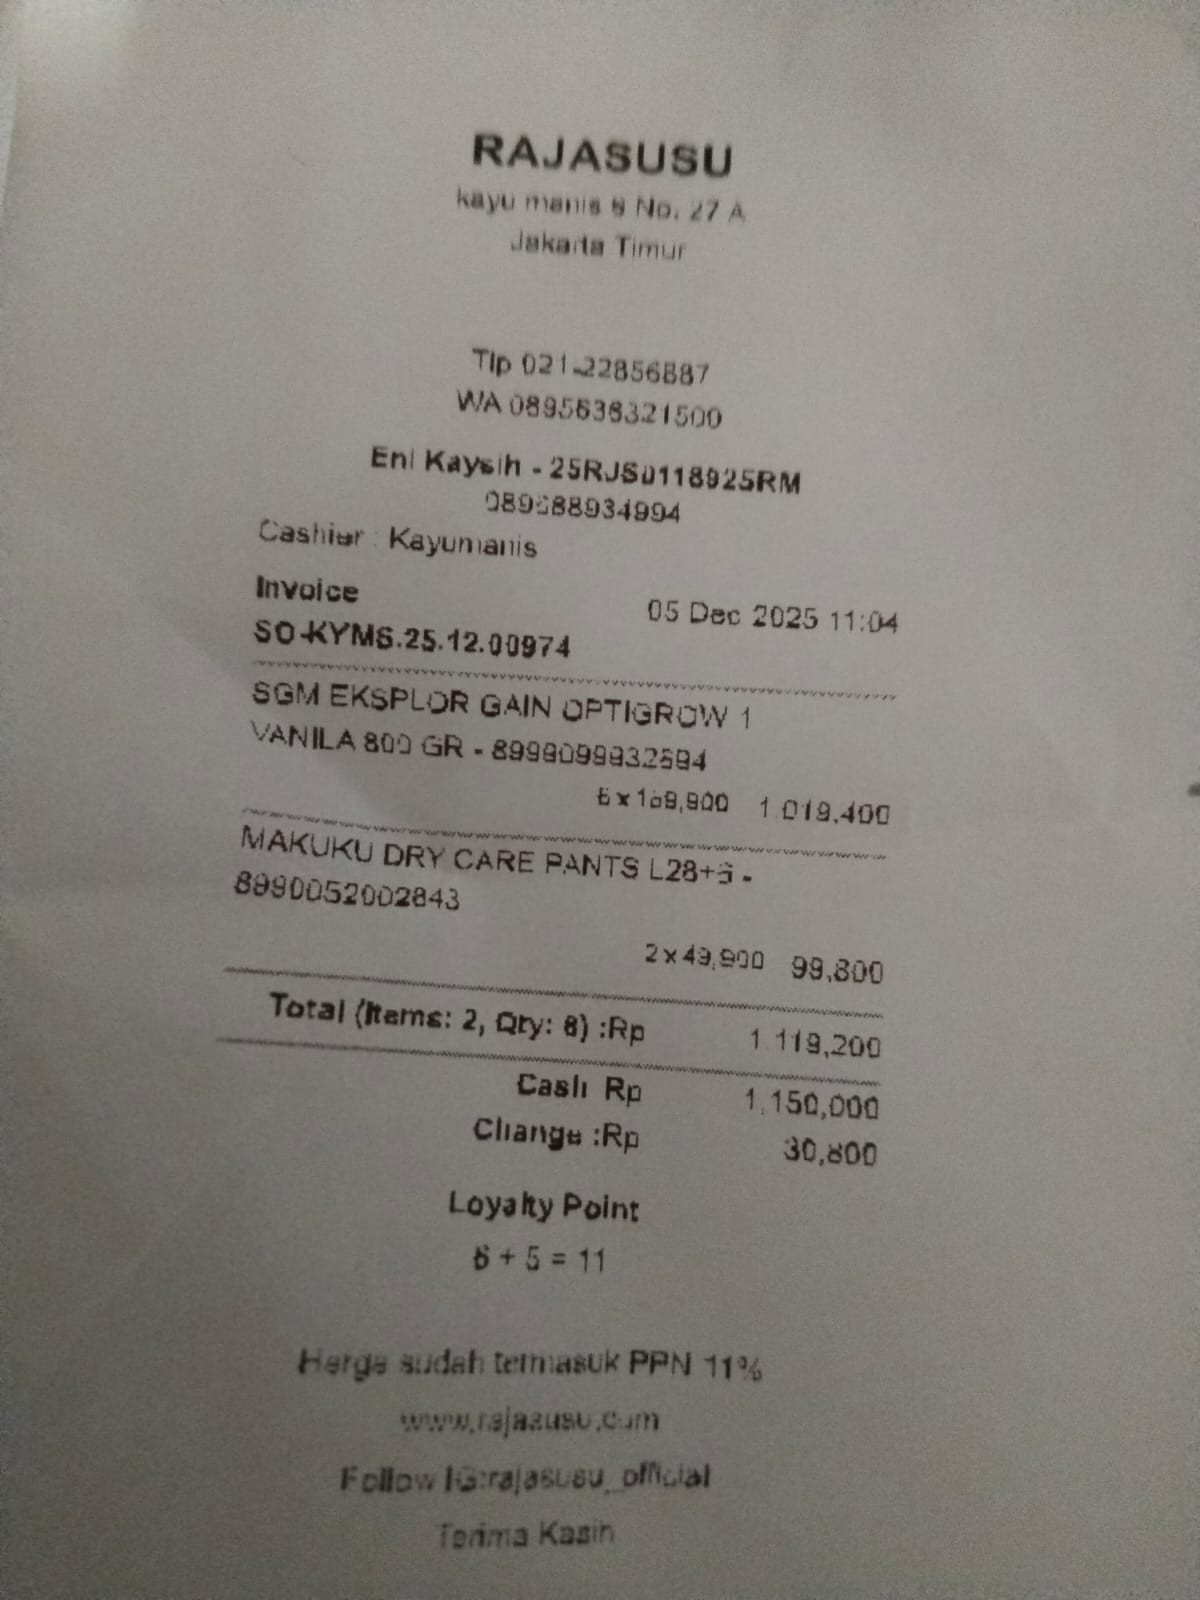 RAJASUSU
kayu manis 8 No. 27 A
Jakarta Timur
Tlp 021-22856887
WA 0895638321500
Eni Kaysih - 25RJS0118925RM
Cashier : Kayumanis
Invoice
05 Dec 2025 11:04
SO-KYMS.25.12.00974
SGM EKSPLOR GAIN OPTIGROW 1
VANILA 800 GR -
6 x 169,900 1,019,400
MAKUKU DRY CARE PANTS L28+6 -
8990052002843
2 x 49,900 99,800
Total (Items: 2, Qty: 8) :Rp 1,119,200
Cash Rp 1,150,000
Change :Rp 30,800
Loyalty Point
6 + 5 = 11
Harga sudah termasuk PPN 11%
www.rajasusu.com
Follow IG:rajasusu_official
Terima Kasih